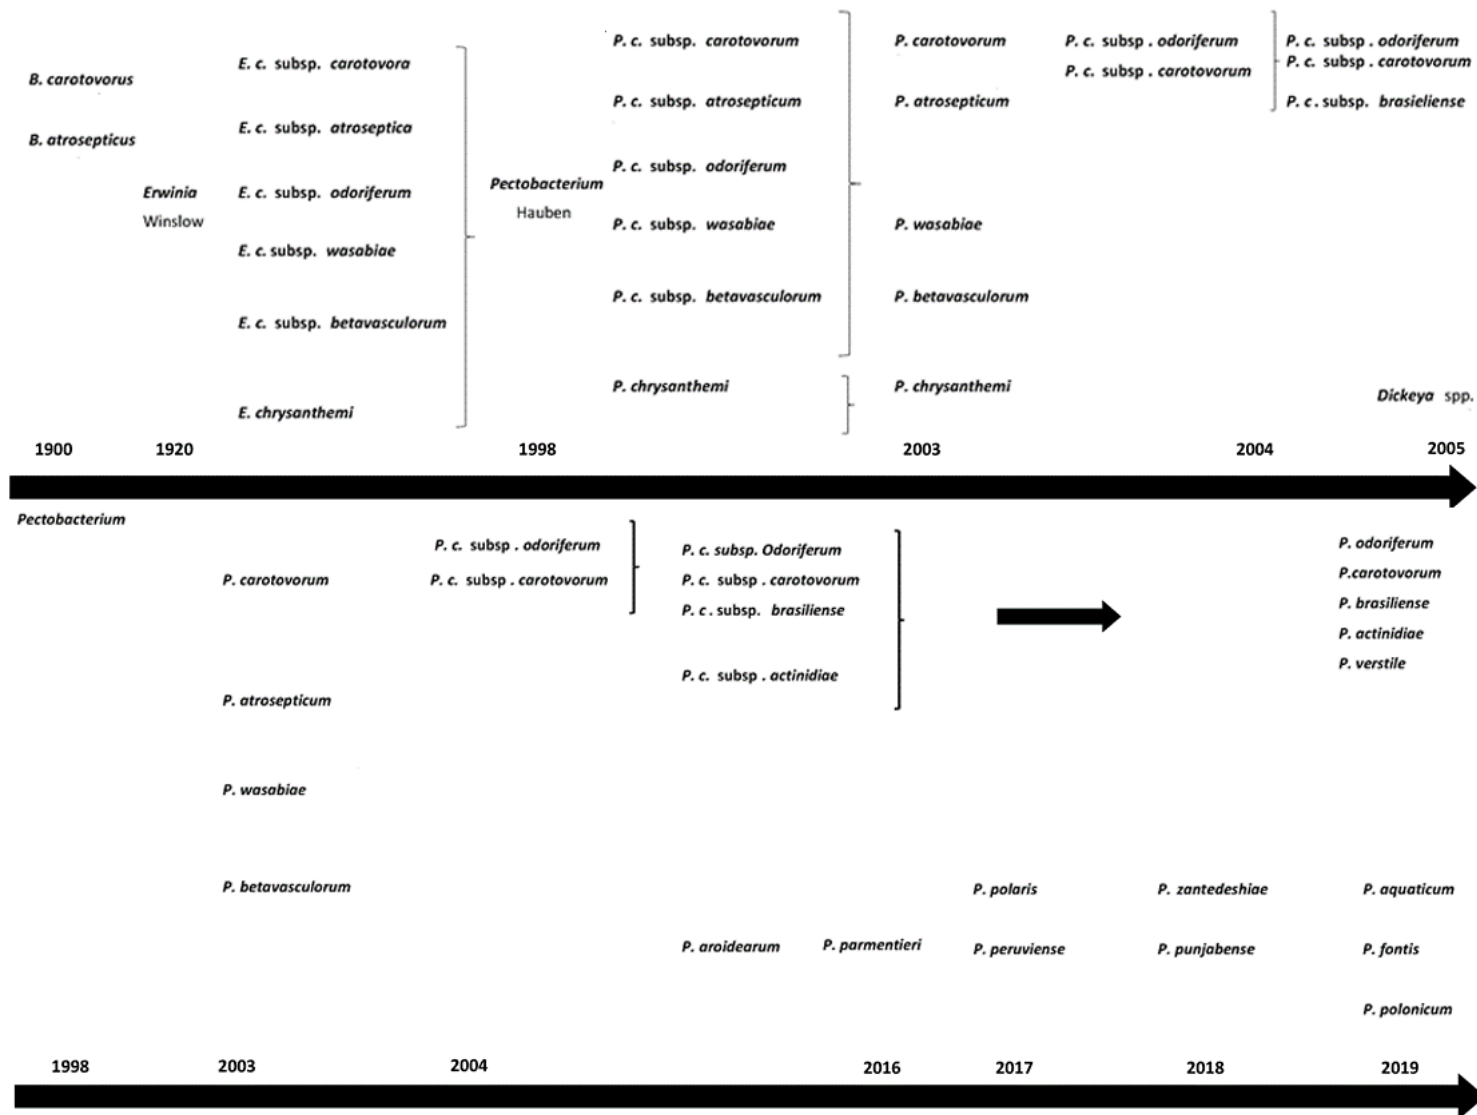 B. carotovorus
B. atrosepticus
Erwinia
Winslow
E. c. subsp. carotovora
E. c. subsp. atroseptica
E. c. subsp. odoriferum
E. c. subsp. wasabiae
E. c. subsp. betavasculorum
E. chrysanthemi
Pectobacterium
Hauben
P. c. subsp. carotovorum
P. c. subsp. atrosepticum
P. c. subsp. odoriferum
P. c. subsp. wasabiae
P. c. subsp. betavasculorum
P. chrysanthemi
P. carotovorum
P. atrosepticum
P. wasabiae
P. betavasculorum
P. chrysanthemi
P. c. subsp . odoriferum
P. c. subsp . carotovorum
P. c. subsp . odoriferum
P. c. subsp . carotovorum
P. c . subsp. brasieliense
Dickeya spp.
1900 1920 1998 2003 2004 2005
Pectobacterium
P. carotovorum
P. atrosepticum
P. wasabiae
P. betavasculorum
P. c. subsp . odoriferum
P. c. subsp . carotovorum
P. c. subsp. Odoriferum
P. c. subsp . carotovorum
P. c . subsp. brasiliense
P. c. subsp . actinidiae
P. odoriferum
P.carotovorum
P. brasiliense
P. actinidiae
P. verstile
P. aroidearum
P. parmentieri
P. polaris
P. peruviense
P. zantedeshiae
P. punjabense
P. aquaticum
P. fontis
P. polonicum
1998 2003 2004 2016 2017 2018 2019